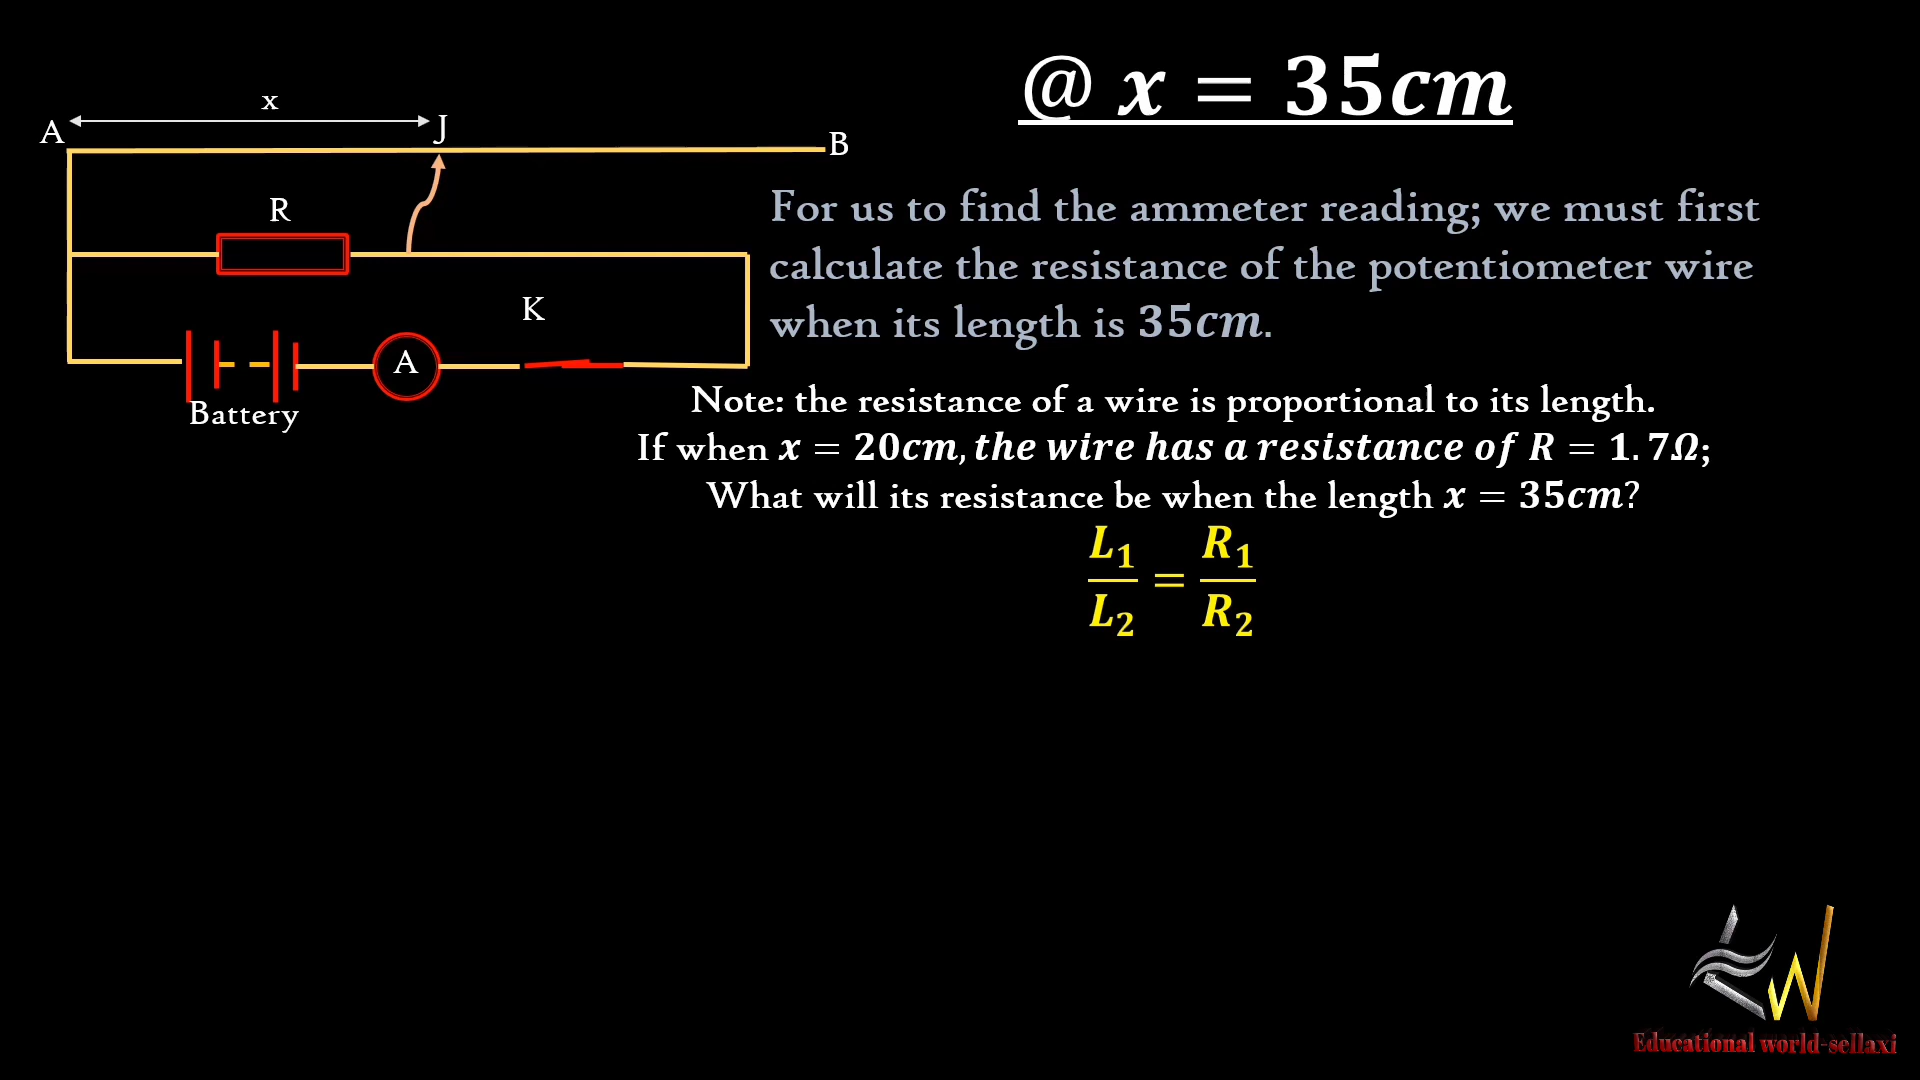 @ x = 35cm
x
A
J
B
R
K
A
Battery
For us to find the ammeter reading; we must first
calculate the resistance of the potentiometer wire
when its length is 35cm.
Note: the resistance of a wire is proportional to its length.
If when x = 20cm, the wire has a resistance of R = 1.7Ω;
What will its resistance be when the length x = 35cm?
L₁/L₂ = R₁/R₂
EW
Educational world-sellaxi